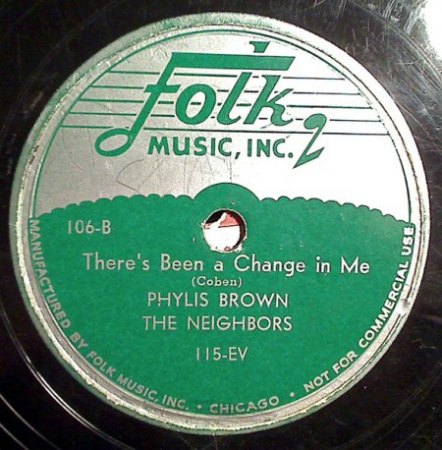 Folk
MUSIC, INC.
106-B
There's Been a Change in Me
(Coben)
PHYLIS BROWN
THE NEIGHBORS
115-EV
MANUFACTURED BY FOLK MUSIC, INC. • CHICAGO • NOT FOR COMMERCIAL USE